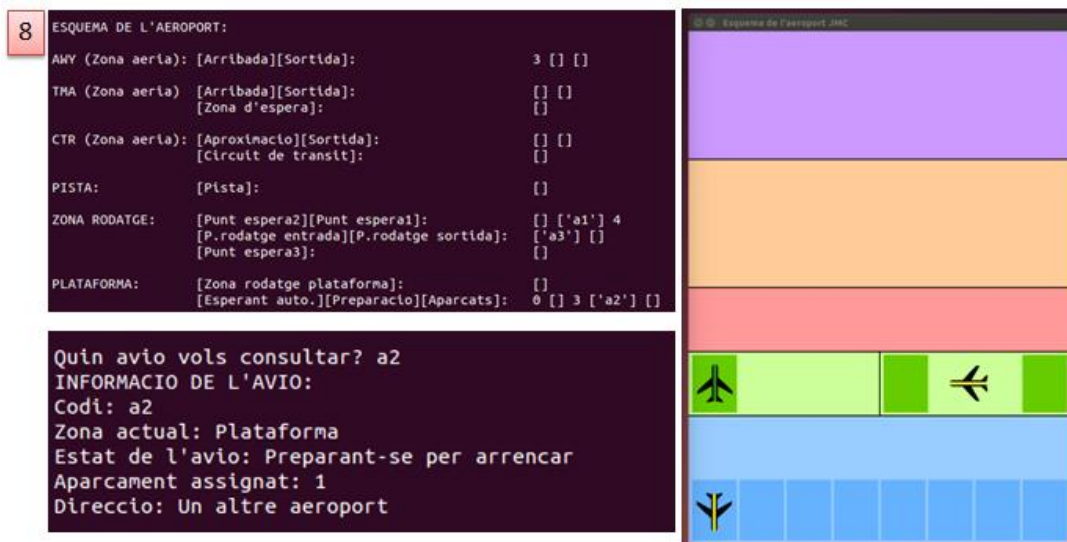 8
ESQUEMA DE L'AEROPORT:
AWY (Zona aeria): [Arribada][Sortida]: 3 [] []
TMA (Zona aeria) [Arribada][Sortida]: [] []
[Zona d'espera]: []
CTR (Zona aeria): [Aproximacio][Sortida]: [] []
[Circuit de transit]: []
PISTA: [Pista]: []
ZONA RODATGE: [Punt espera2][Punt espera1]: [] ['a1'] 4
[P.rodatge entrada][P.rodatge sortida]: ['a3'] []
[Punt espera3]: []
PLATAFORMA: [Zona rodatge plataforma]: []
[Esperant auto.][Preparacio][Aparcats]: 0 [] 3 ['a2'] []
Quin avio vols consultar? a2
INFORMACIO DE L'AVIO:
Codi: a2
Zona actual: Plataforma
Estat de l'avio: Preparant-se per arrencar
Aparcament assignat: 1
Direccio: Un altre aeroport
Esquema de l'aeroport JMC